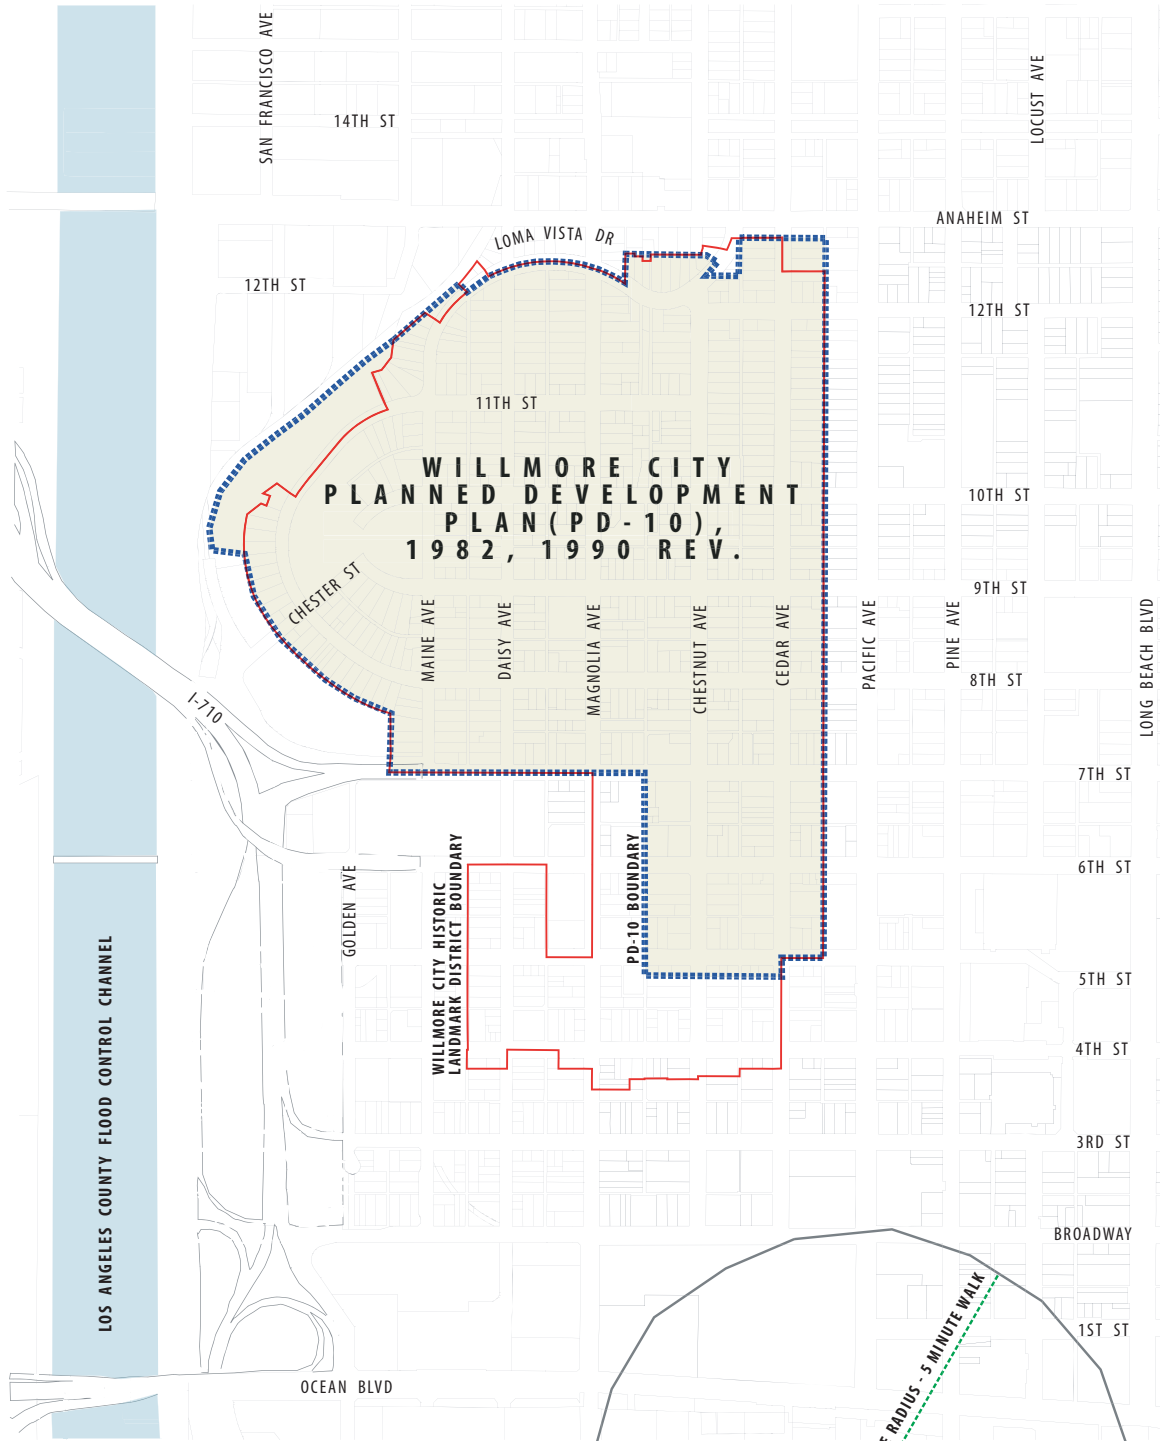 SAN FRANCISCO AVE
LOCUST AVE
14TH ST
ANAHEIM ST
LOMA VISTA DR
12TH ST
12TH ST
11TH ST
WILLMORE CITY
PLANNED DEVELOPMENT
PLAN(PD-10),
1982, 1990 REV.
10TH ST
9TH ST
CHESTER ST
MAINE AVE
DAISY AVE
MAGNOLIA AVE
CHESTNUT AVE
CEDAR AVE
PACIFIC AVE
PINE AVE
LONG BEACH BLVD
8TH ST
I-710
7TH ST
6TH ST
GOLDEN AVE
WILLMORE CITY HISTORIC
LANDMARK DISTRICT BOUNDARY
PD-10 BOUNDARY
5TH ST
4TH ST
LOS ANGELES COUNTY FLOOD CONTROL CHANNEL
3RD ST
BROADWAY
RADIUS - 5 MINUTE WALK
1ST ST
OCEAN BLVD